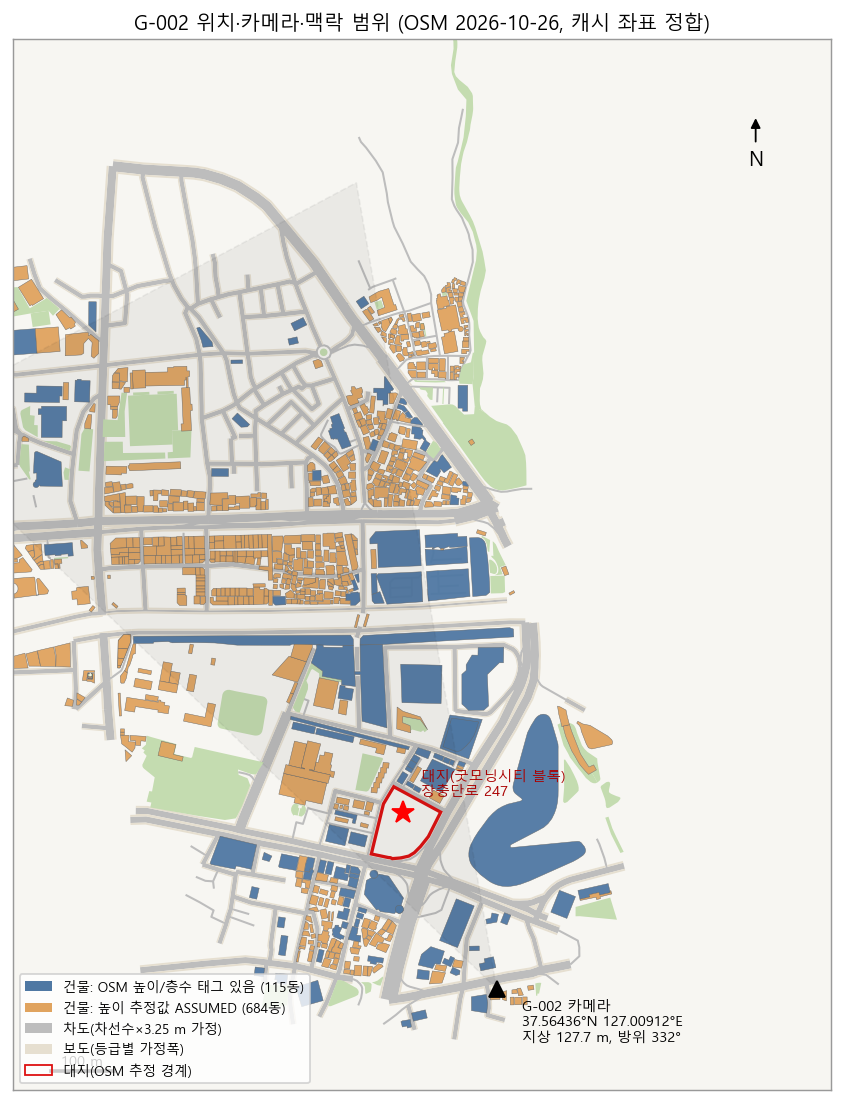 G-002 위치·카메라·맥락 범위 (OSM 2026-10-26, 캐시 좌표 정합)
N
대지(굿모닝시티 블록)
장충단로 247
G-002 카메라
37.56436°N 127.00912°E
지상 127.7 m, 방위 332°
건물: OSM 높이/층수 태그 있음 (115동)
건물: 높이 추정값 ASSUMED (684동)
차도(차선수×3.25 m 가정)
보도(등급별 가정폭)
100 m
대지(OSM 추정 경계)